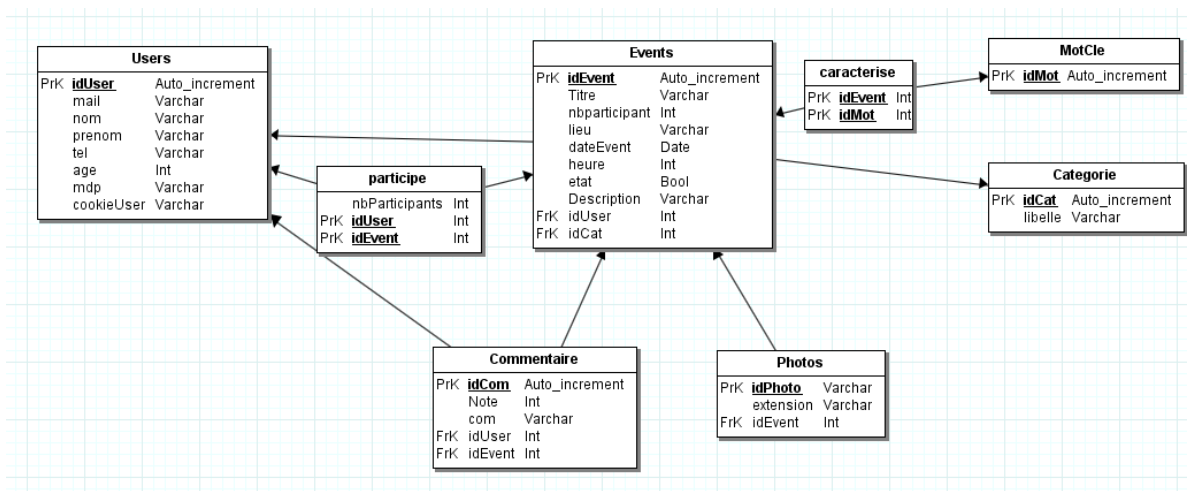 Users
PrK idUser Auto_increment
mail Varchar
nom Varchar
prenom Varchar
tel Varchar
age Int
mdp Varchar
cookieUser Varchar
participe
nbParticipants Int
PrK idUser Int
PrK idEvent Int
Events
PrK idEvent Auto_increment
Titre Varchar
nbparticipant Int
lieu Varchar
dateEvent Date
heure Int
etat Bool
Description Varchar
FrK idUser Int
FrK idCat Int
caracterise
PrK idEvent Int
PrK idMot Int
MotCle
PrK idMot Auto_increment
Categorie
PrK idCat Auto_increment
libelle Varchar
Commentaire
PrK idCom Auto_increment
Note Int
com Varchar
FrK idUser Int
FrK idEvent Int
Photos
PrK idPhoto Varchar
extension Varchar
FrK idEvent Int